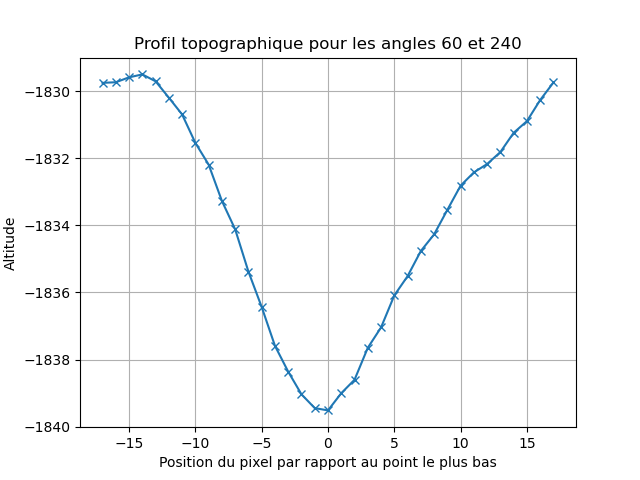 Profil topographique pour les angles 60 et 240
Altitude
−1830
−1832
−1834
−1836
−1838
−1840
−15 −10 −5 0 5 10 15
Position du pixel par rapport au point le plus bas